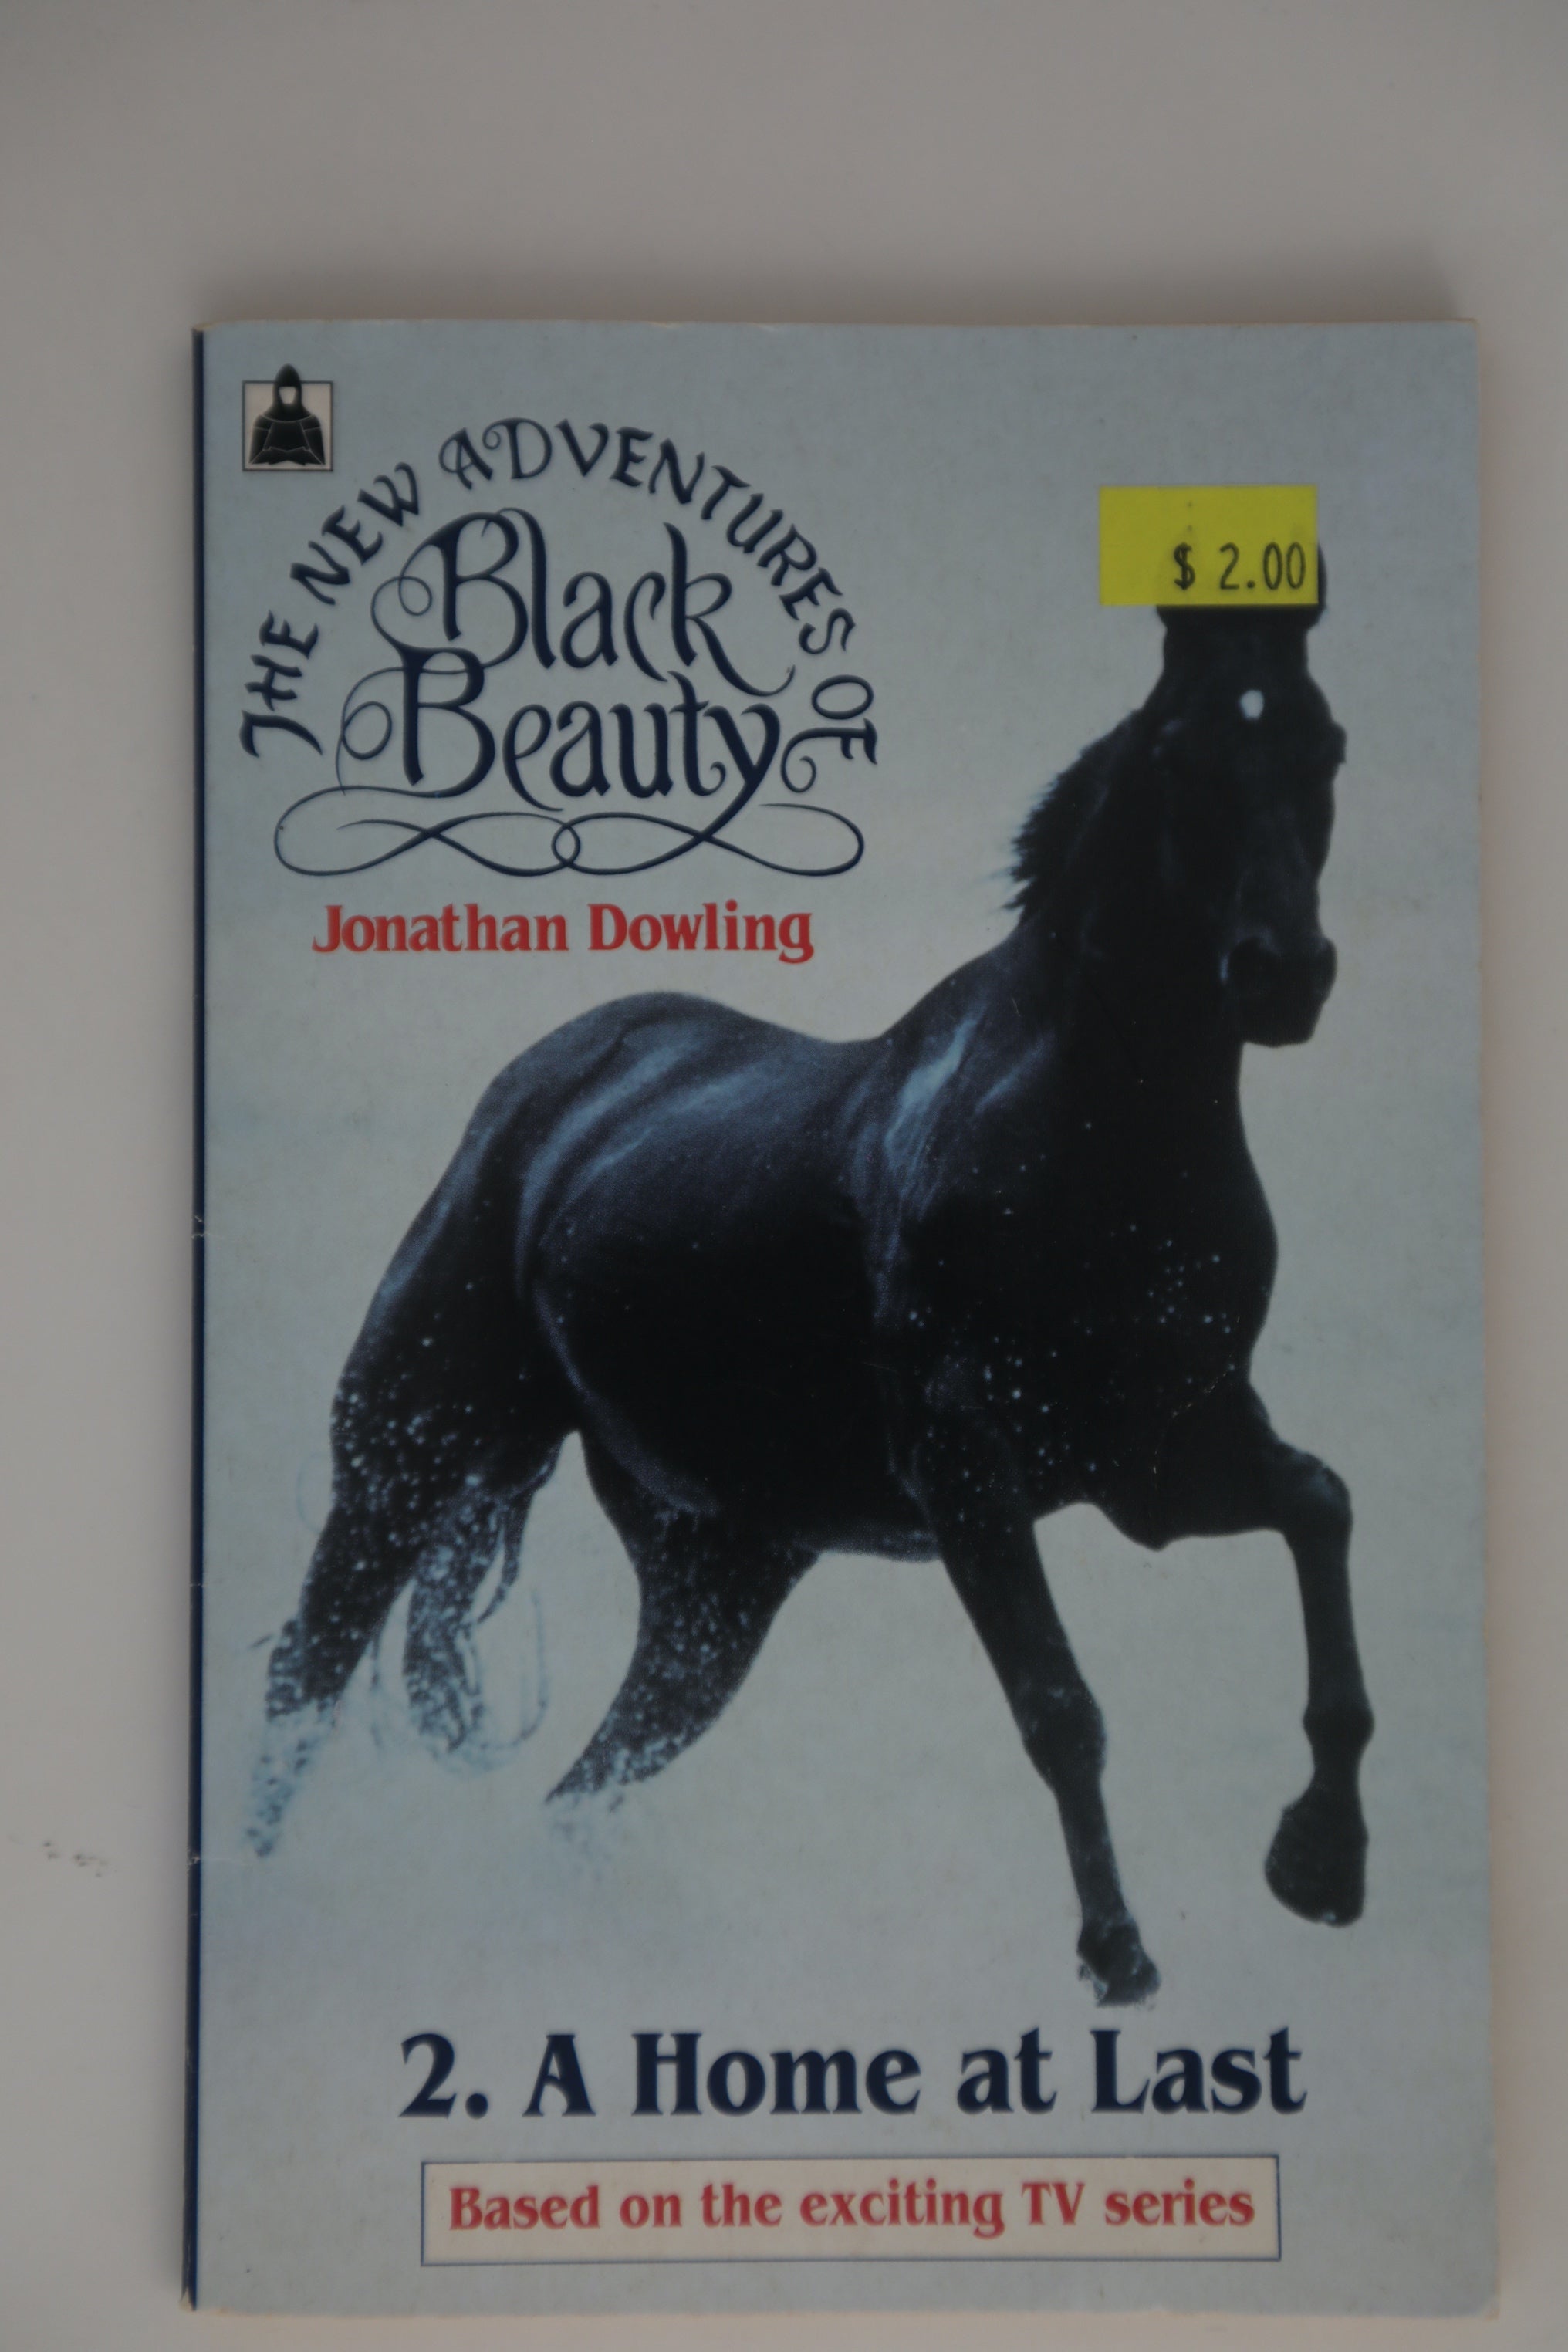 THE NEW ADVENTURES OF
Black
Beauty
$ 2.00
Jonathan Dowling
2. A Home at Last
Based on the exciting TV series